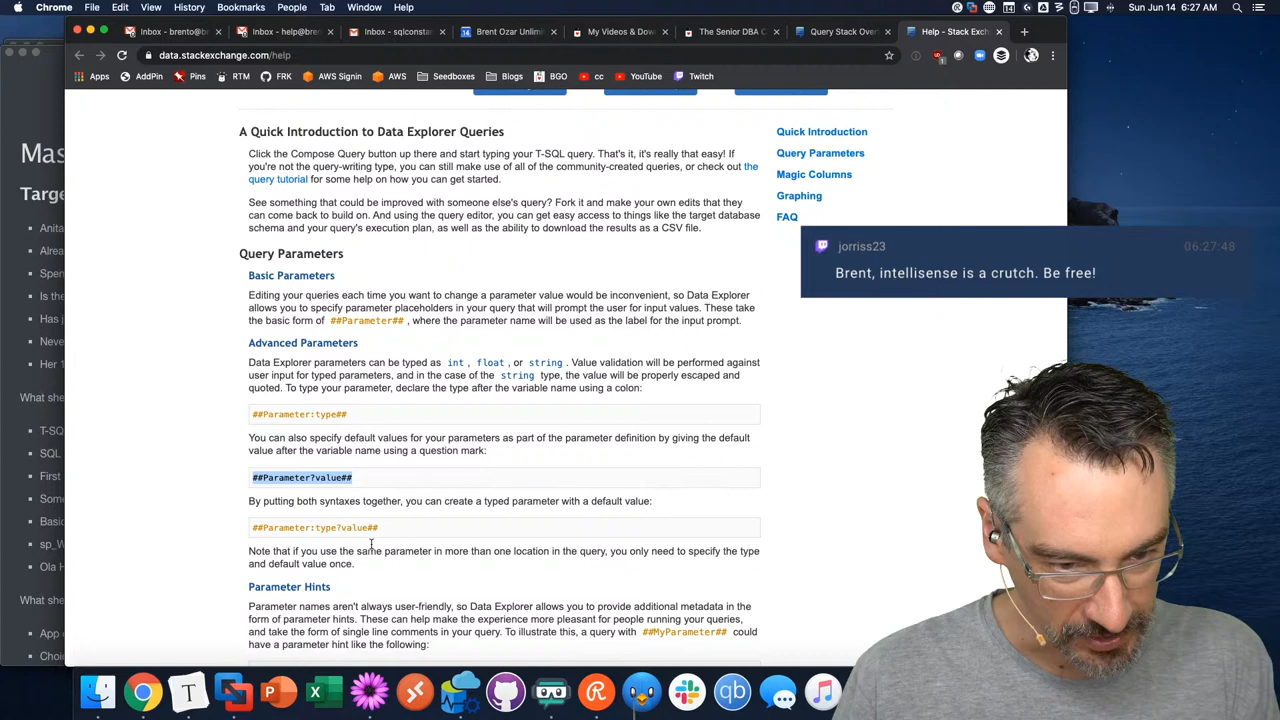 Chrome File Edit View History Bookmarks People Tab Window Help
Sun Jun 14 6:27 AM
Inbox - brento@br
Inbox - help@bren
Inbox - sqlconstan
Brent Ozar Unlimi
My Videos & Dow
The Senior DBA C
Query Stack Over
Help - Stack Exch
data.stackexchange.com/help
Apps AddPin Pins RTM FRK AWS Signin AWS Seedboxes Blogs BGO cc YouTube Twitch
Mas
Targe
Anita
Alrea
Spen
Is the
Has j
Neve
Her 1
What she
T-SQ
SQL
First
Som
Basic
sp_W
Ola H
What she
App
Choic
A Quick Introduction to Data Explorer Queries
Click the Compose Query button up there and start typing your T-SQL query. That's it, it's really that easy! If
you're not the query-writing type, you can still make use of all of the community-created queries, or check out the
query tutorial for some help on how you can get started.
See something that could be improved with someone else's query? Fork it and make your own edits that they
can come back to build on. And using the query editor, you can get easy access to things like the target database
schema and your query's execution plan, as well as the ability to download the results as a CSV file.
Query Parameters
Basic Parameters
Editing your queries each time you want to change a parameter value would be inconvenient, so Data Explorer
allows you to specify parameter placeholders in your query that will prompt the user for input values. These take
the basic form of ##Parameter## , where the parameter name will be used as the label for the input prompt.
Advanced Parameters
Data Explorer parameters can be typed as int , float , or string . Value validation will be performed against
user input for typed parameters, and in the case of the string type, the value will be properly escaped and
quoted. To type your parameter, declare the type after the variable name using a colon:
##Parameter:type##
You can also specify default values for your parameters as part of the parameter definition by giving the default
value after the variable name using a question mark:
##Parameter?value##
By putting both syntaxes together, you can create a typed parameter with a default value:
##Parameter:type?value##
Note that if you use the same parameter in more than one location in the query, you only need to specify the type
and default value once.
Parameter Hints
Parameter names aren't always user-friendly, so Data Explorer allows you to provide additional metadata in the
form of parameter hints. These can help make the experience more pleasant for people running your queries,
and take the form of single line comments in your query. To illustrate this, a query with ##MyParameter## could
have a parameter hint like the following:
Quick Introduction
Query Parameters
Magic Columns
Graphing
FAQ
jorriss23 06:27:48
Brent, intellisense is a crutch. Be free!